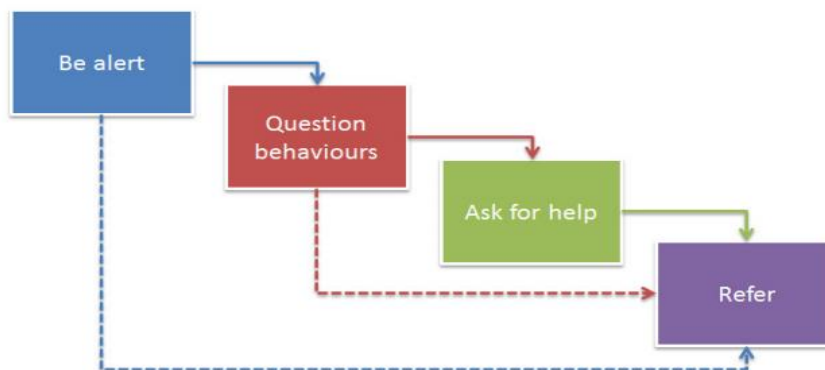 Be alert
Question
behaviours
Ask for help
Refer